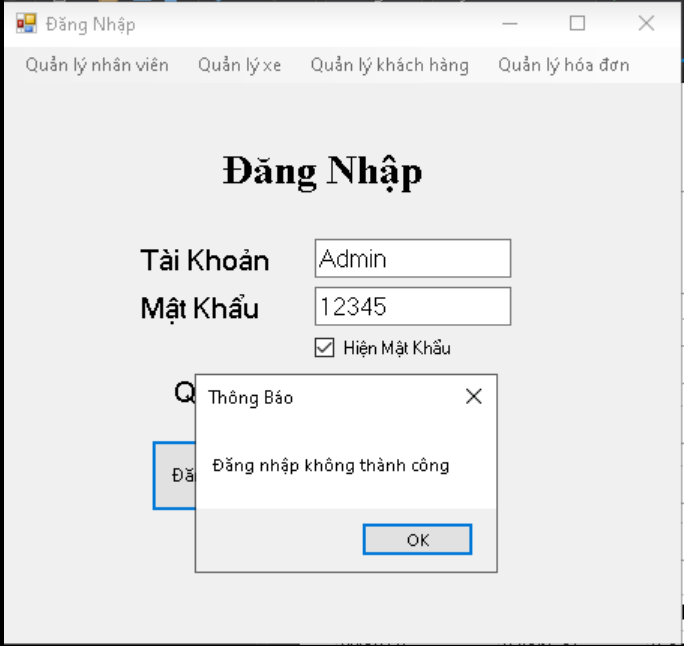 Đăng Nhập
Quản lý nhân viên Quản lý xe Quản lý khách hàng Quản lý hóa đơn
Đăng Nhập
Tài Khoản Admin
Mật Khẩu 12345
Hiện Mật Khẩu
Thông Báo
Đăng nhập không thành công
OK